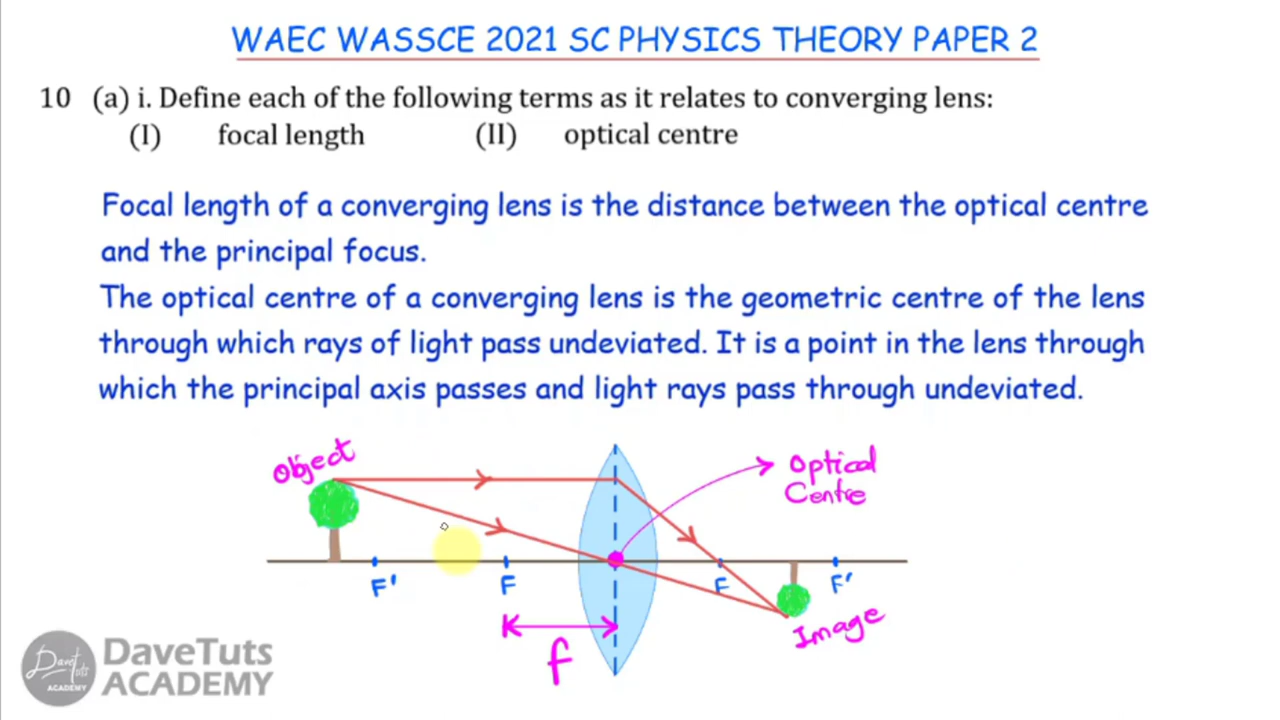 WAEC WASSCE 2021 SC PHYSICS THEORY PAPER 2
10 (a) i. Define each of the following terms as it relates to converging lens:
(I) focal length (II) optical centre
Focal length of a converging lens is the distance between the optical centre
and the principal focus.
The optical centre of a converging lens is the geometric centre of the lens
through which rays of light pass undeviated. It is a point in the lens through
which the principal axis passes and light rays pass through undeviated.
Object
Optical
Centre
F' F F F'
f
Image
DaveTuts
ACADEMY
DaveTuts
ACADEMY